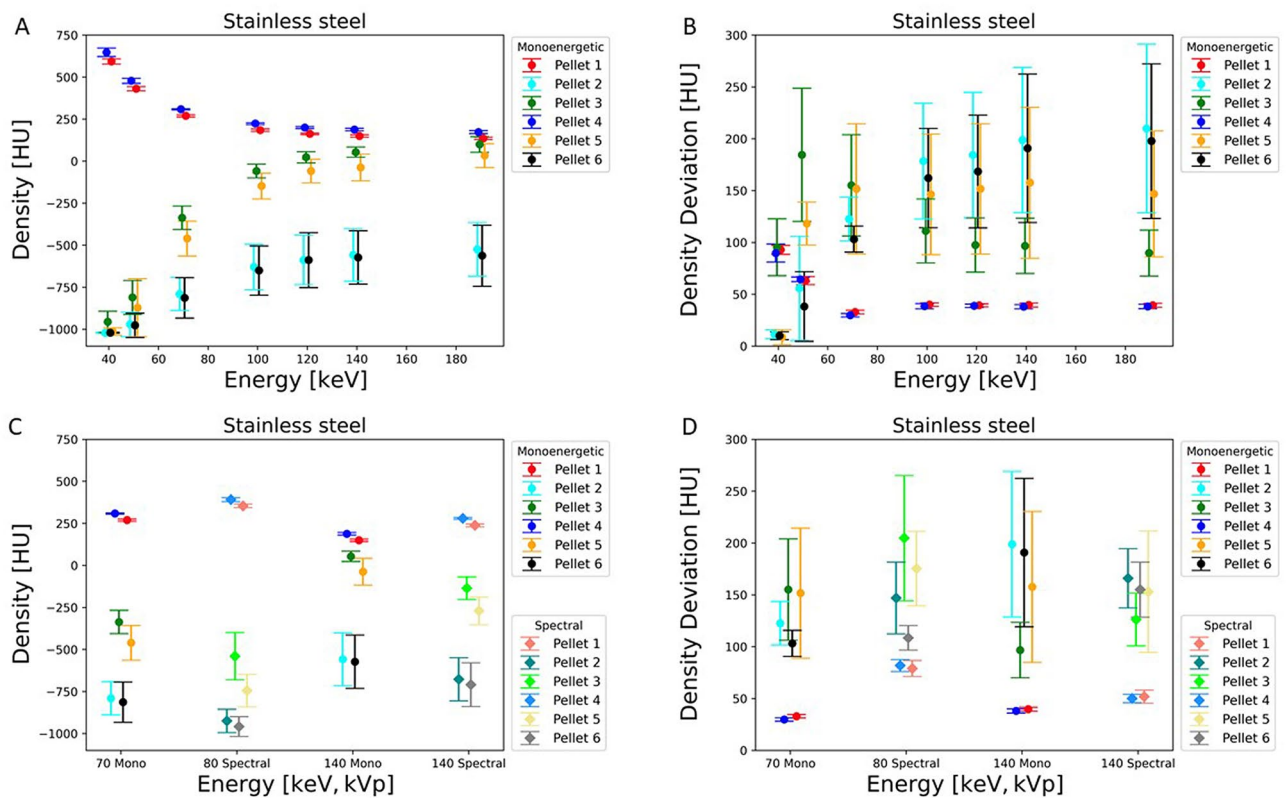 A
Stainless steel
Density [HU]
750
500
250
0
−250
−500
−750
−1000
40 60 80 100 120 140 160 180
Energy [keV]
Monoenergetic
Pellet 1
Pellet 2
Pellet 3
Pellet 4
Pellet 5
Pellet 6
B
Stainless steel
Density Deviation [HU]
300
250
200
150
100
50
0
40 60 80 100 120 140 160 180
Energy [keV]
Monoenergetic
Pellet 1
Pellet 2
Pellet 3
Pellet 4
Pellet 5
Pellet 6
C
Stainless steel
Density [HU]
750
500
250
0
−250
−500
−750
−1000
70 Mono 80 Spectral 140 Mono 140 Spectral
Energy [keV, kVp]
Monoenergetic
Pellet 1
Pellet 2
Pellet 3
Pellet 4
Pellet 5
Pellet 6
Spectral
Pellet 1
Pellet 2
Pellet 3
Pellet 4
Pellet 5
Pellet 6
D
Stainless steel
Density Deviation [HU]
300
250
200
150
100
50
0
70 Mono 80 Spectral 140 Mono 140 Spectral
Energy [keV, kVp]
Monoenergetic
Pellet 1
Pellet 2
Pellet 3
Pellet 4
Pellet 5
Pellet 6
Spectral
Pellet 1
Pellet 2
Pellet 3
Pellet 4
Pellet 5
Pellet 6